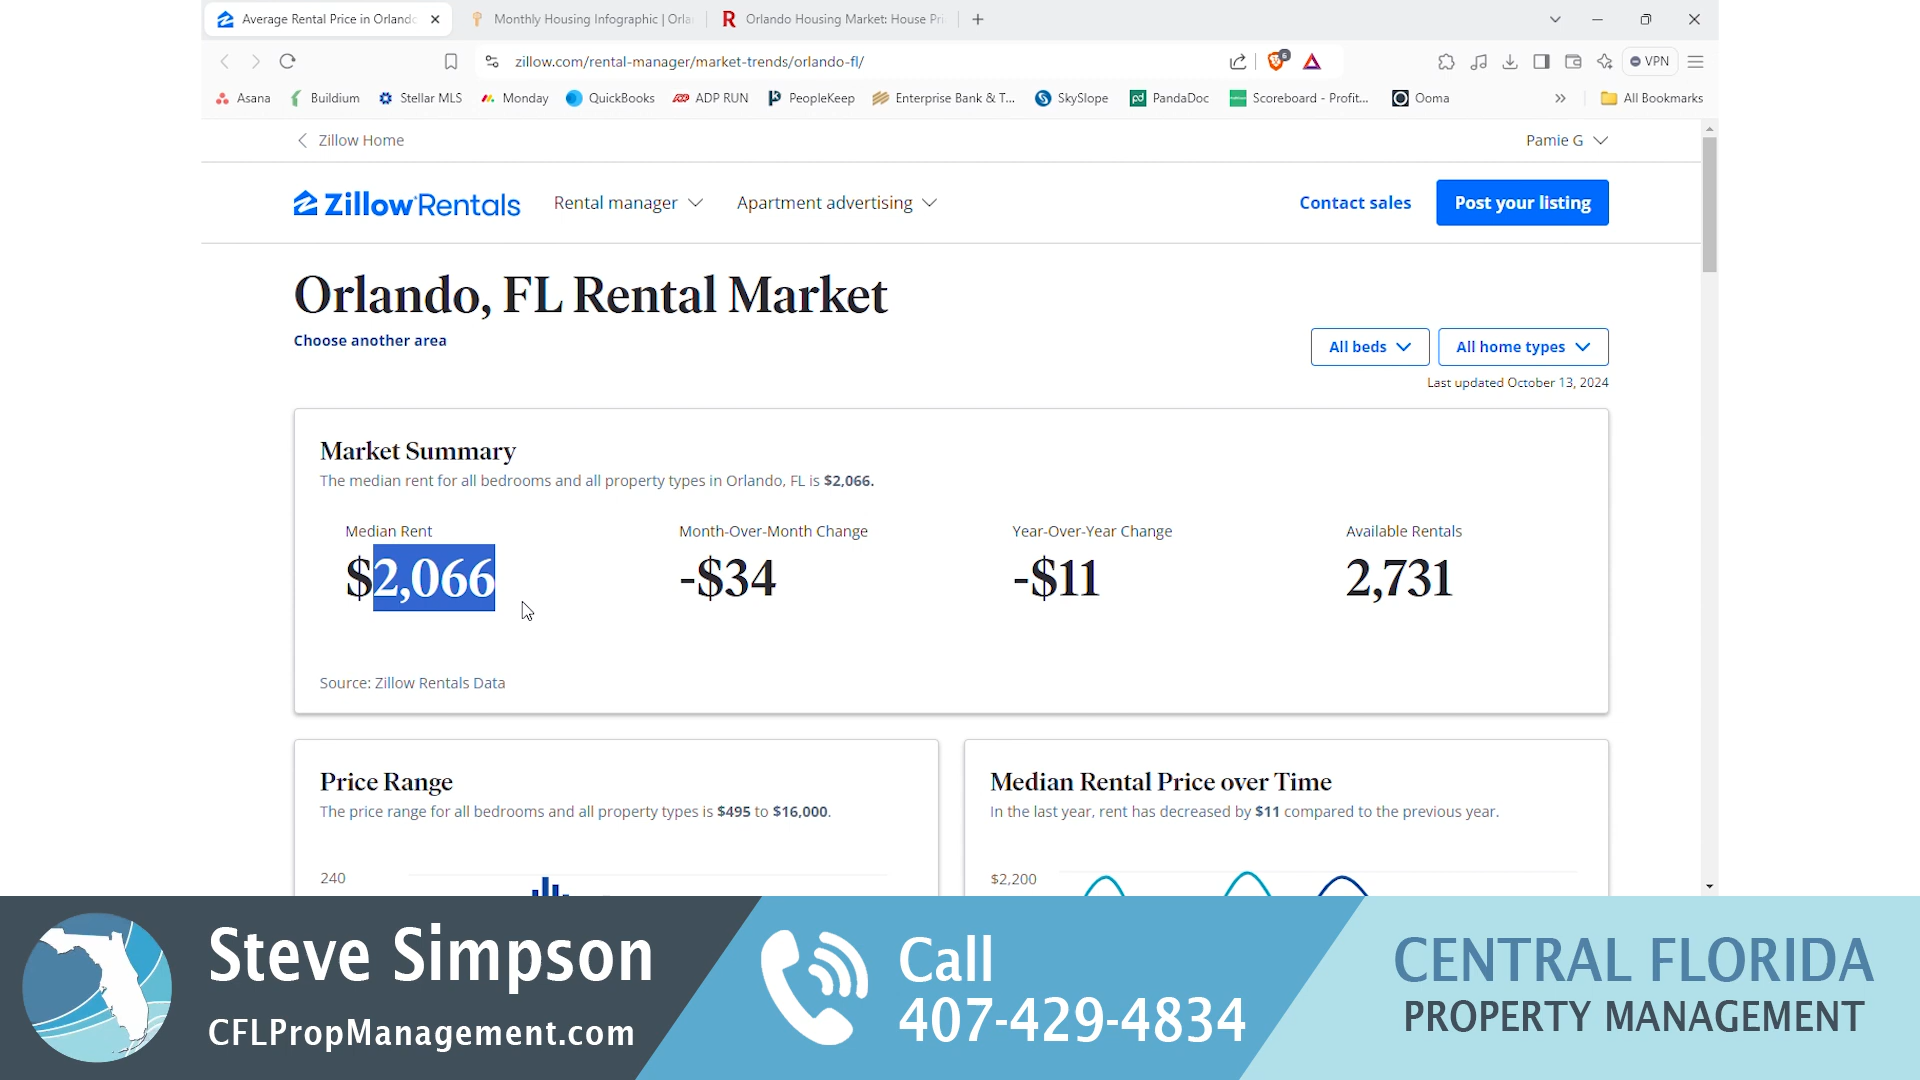 Average Rental Price in Orlando
Monthly Housing Infographic | Orla
Orlando Housing Market: House Pri
zillow.com/rental-manager/market-trends/orlando-fl/
6
VPN
Asana
Buildium
Stellar MLS
Monday
QuickBooks
ADP RUN
PeopleKeep
Enterprise Bank & T...
SkySlope
PandaDoc
Scoreboard - Profit...
Ooma
All Bookmarks
Zillow Home
Pamie G
Zillow Rentals
Rental manager
Apartment advertising
Contact sales
Post your listing
Orlando, FL Rental Market
Choose another area
All beds
All home types
Last updated October 13, 2024
Market Summary
The median rent for all bedrooms and all property types in Orlando, FL is $2,066.
Median Rent
$2,066
Month-Over-Month Change
-$34
Year-Over-Year Change
-$11
Available Rentals
2,731
Source: Zillow Rentals Data
Price Range
The price range for all bedrooms and all property types is $495 to $16,000.
240
Median Rental Price over Time
In the last year, rent has decreased by $11 compared to the previous year.
$2,200
Steve Simpson
CFLPropManagement.com
Call
407-429-4834
CENTRAL FLORIDA
PROPERTY MANAGEMENT